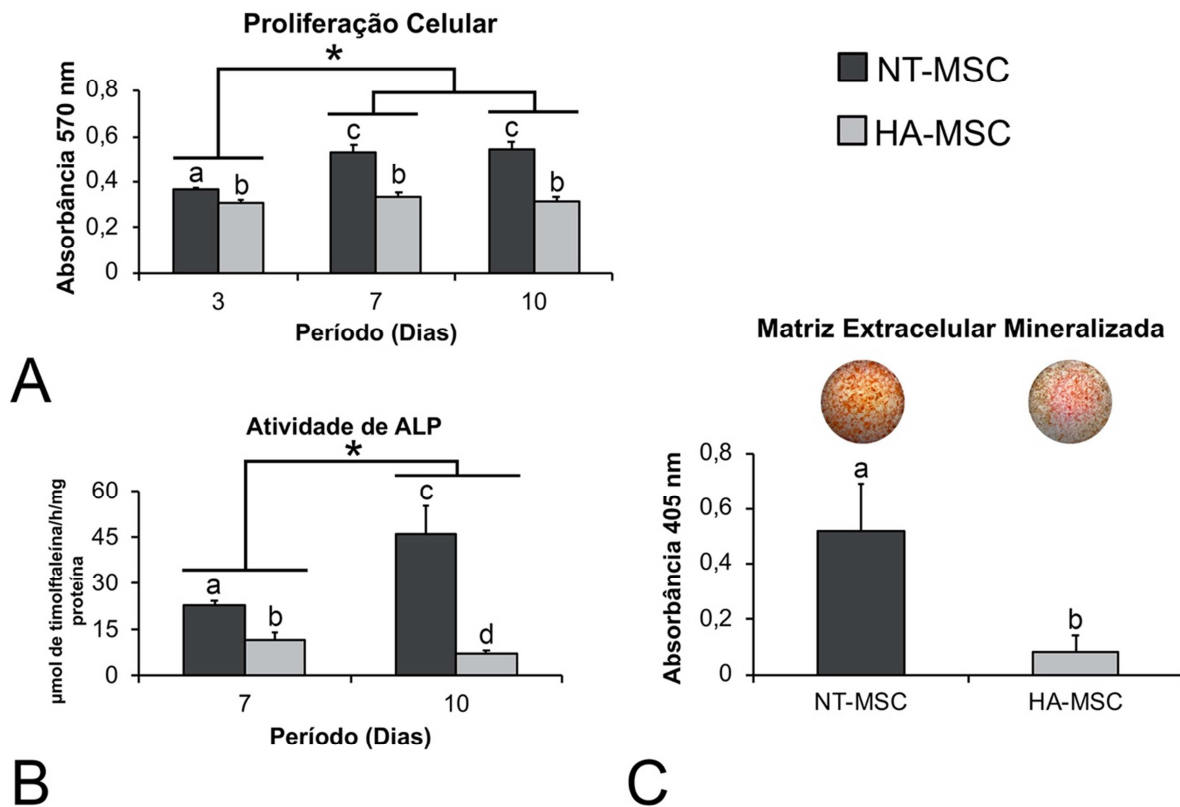 Proliferação Celular
*
Absorbância 570 nm
0,8
0,6
0,4
0,2
0
a
b
c
b
c
b
3
7
10
Período (Dias)
A
NT-MSC
HA-MSC
Atividade de ALP
*
µmol de timolftaleína/h/mg
proteína
60
45
30
15
0
a
b
c
d
7
10
Período (Dias)
B
Matriz Extracelular Mineralizada
Absorbância 405 nm
0,8
0,6
0,4
0,2
0
a
b
NT-MSC
HA-MSC
C